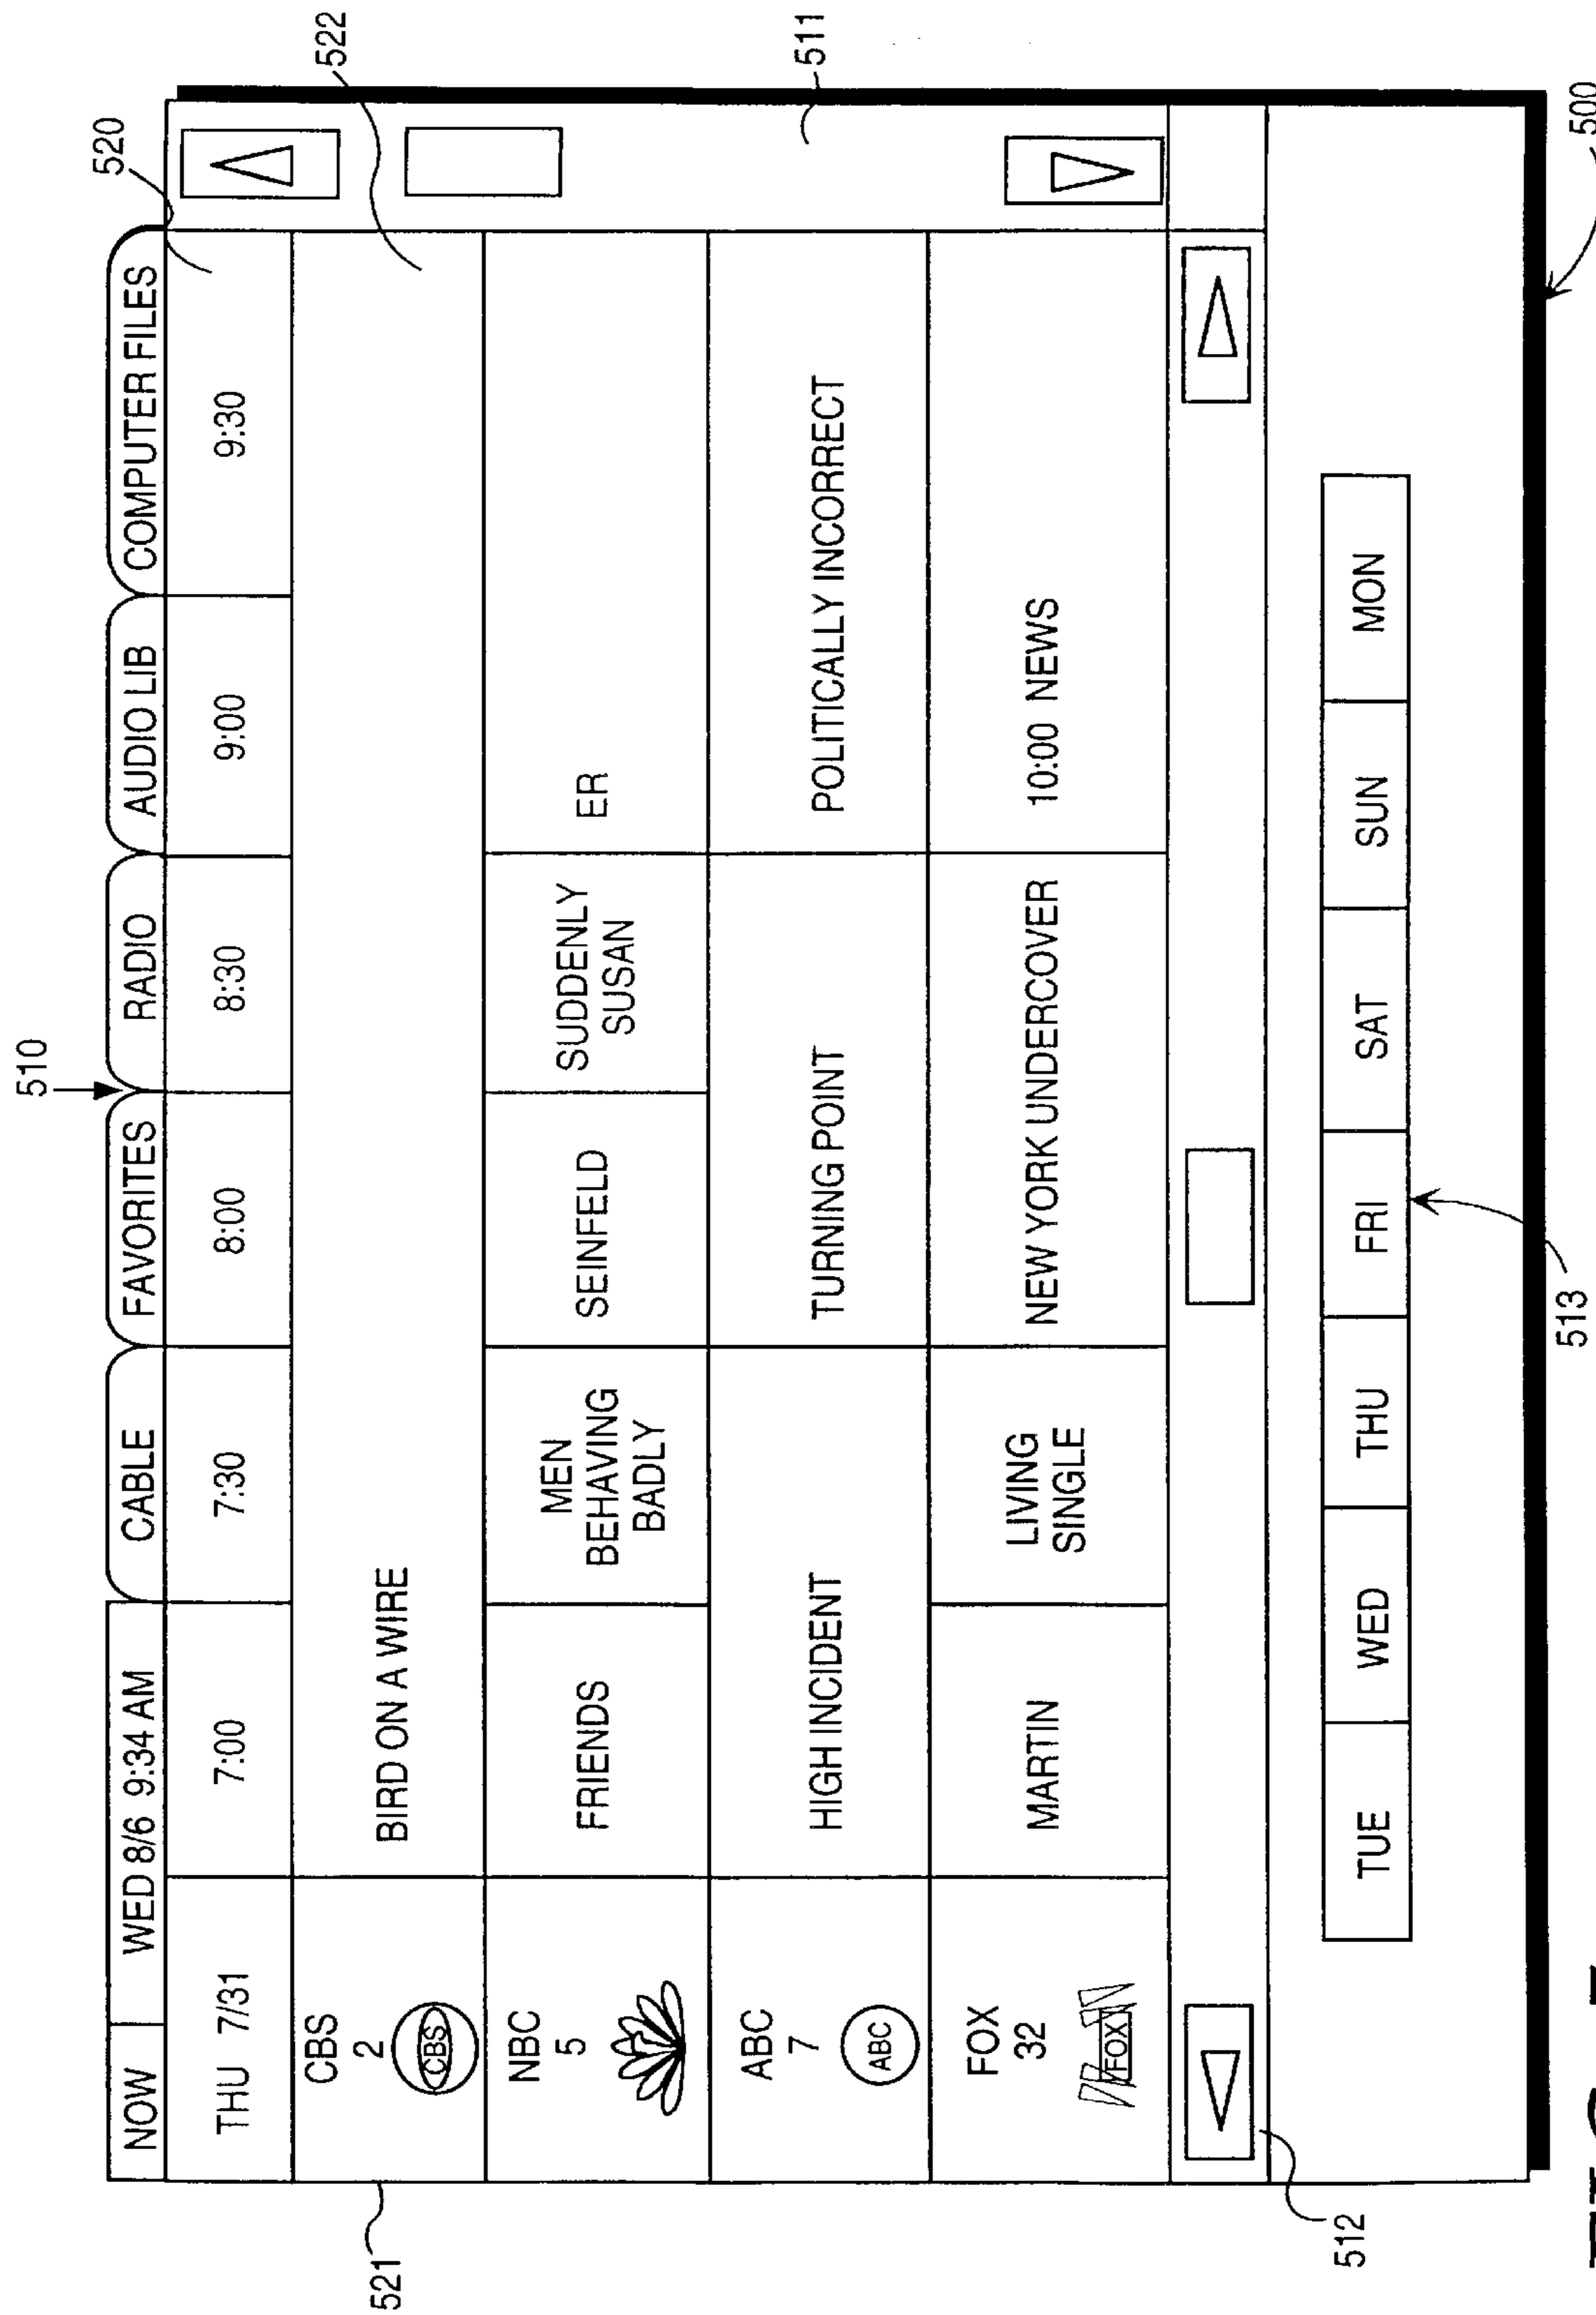 510
520
522
NOW WED 8/6 9:34 AM CABLE FAVORITES RADIO AUDIO LIB COMPUTER FILES
THU 7/31 7:00 7:30 8:00 8:30 9:00 9:30
521
CBS
2
CBS
BIRD ON A WIRE
NBC
5
FRIENDS
MEN
BEHAVING
BADLY
SEINFELD
SUDDENLY
SUSAN
ER
ABC
7
ABC
HIGH INCIDENT
TURNING POINT
POLITICALLY INCORRECT
511
FOX
32
FOX
MARTIN
LIVING
SINGLE
NEW YORK UNDERCOVER
10:00 NEWS
512
TUE WED THU FRI SAT SUN MON
513
500